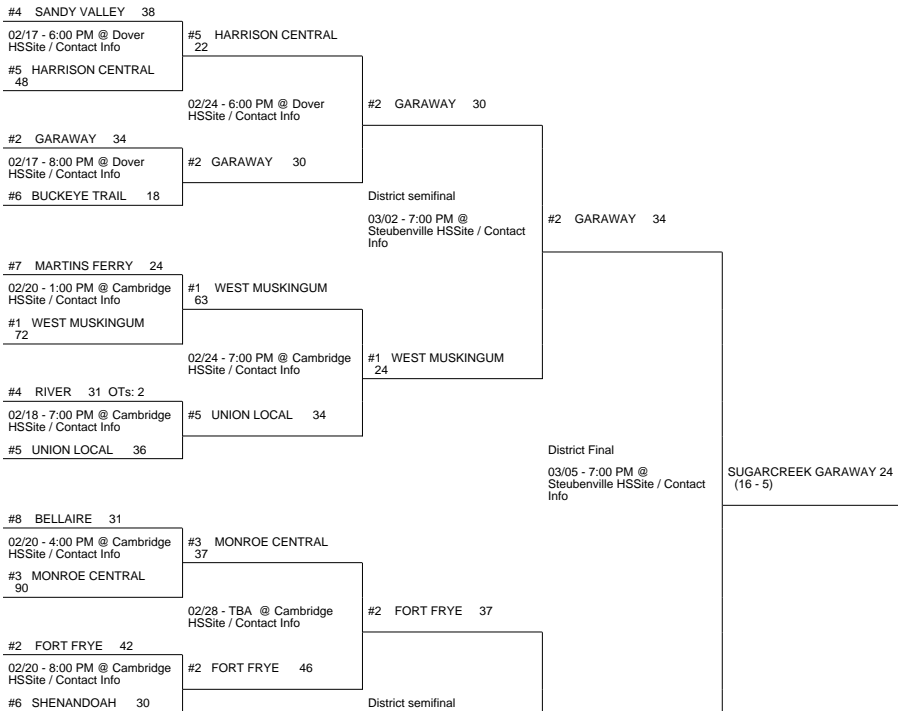 #4 SANDY VALLEY 38
02/17 - 6:00 PM @ Dover
HSSite / Contact Info
#5 HARRISON CENTRAL
48
#5 HARRISON CENTRAL
22
02/24 - 6:00 PM @ Dover
HSSite / Contact Info
#2 GARAWAY 34
02/17 - 8:00 PM @ Dover
HSSite / Contact Info
#6 BUCKEYE TRAIL 18
#2 GARAWAY 30
#2 GARAWAY 30
District semifinal
03/02 - 7:00 PM @
Steubenville HSSite / Contact
Info
#7 MARTINS FERRY 24
02/20 - 1:00 PM @ Cambridge
HSSite / Contact Info
#1 WEST MUSKINGUM
72
#1 WEST MUSKINGUM
63
02/24 - 7:00 PM @ Cambridge
HSSite / Contact Info
#4 RIVER 31 OTs: 2
02/18 - 7:00 PM @ Cambridge
HSSite / Contact Info
#5 UNION LOCAL 36
#5 UNION LOCAL 34
#1 WEST MUSKINGUM
24
#2 GARAWAY 34
District Final
03/05 - 7:00 PM @
Steubenville HSSite / Contact
Info
SUGARCREEK GARAWAY 24
(16 - 5)
#8 BELLAIRE 31
02/20 - 4:00 PM @ Cambridge
HSSite / Contact Info
#3 MONROE CENTRAL
90
#3 MONROE CENTRAL
37
02/28 - TBA @ Cambridge
HSSite / Contact Info
#2 FORT FRYE 42
02/20 - 8:00 PM @ Cambridge
HSSite / Contact Info
#6 SHENANDOAH 30
#2 FORT FRYE 46
#2 FORT FRYE 37
District semifinal